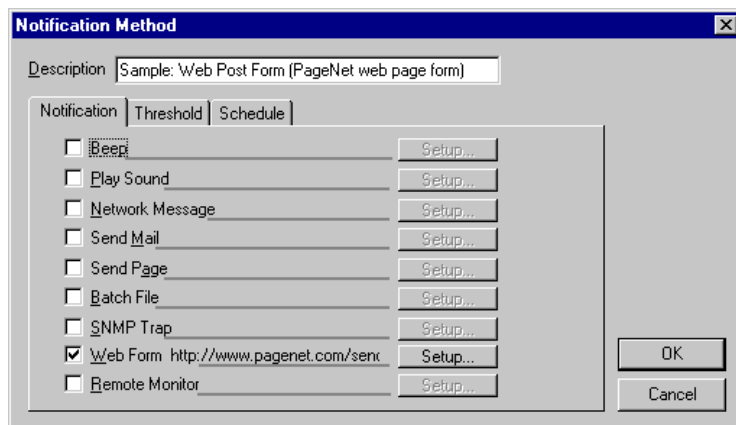 Notification Method
Description Sample: Web Post Form (PageNet web page form)
Notification Threshold Schedule
Beep Setup...
Play Sound Setup...
Network Message Setup...
Send Mail Setup...
Send Page Setup...
Batch File Setup...
SNMP Trap Setup...
Web Form http://www.pagenet.com/send Setup...
Remote Monitor Setup...
OK
Cancel